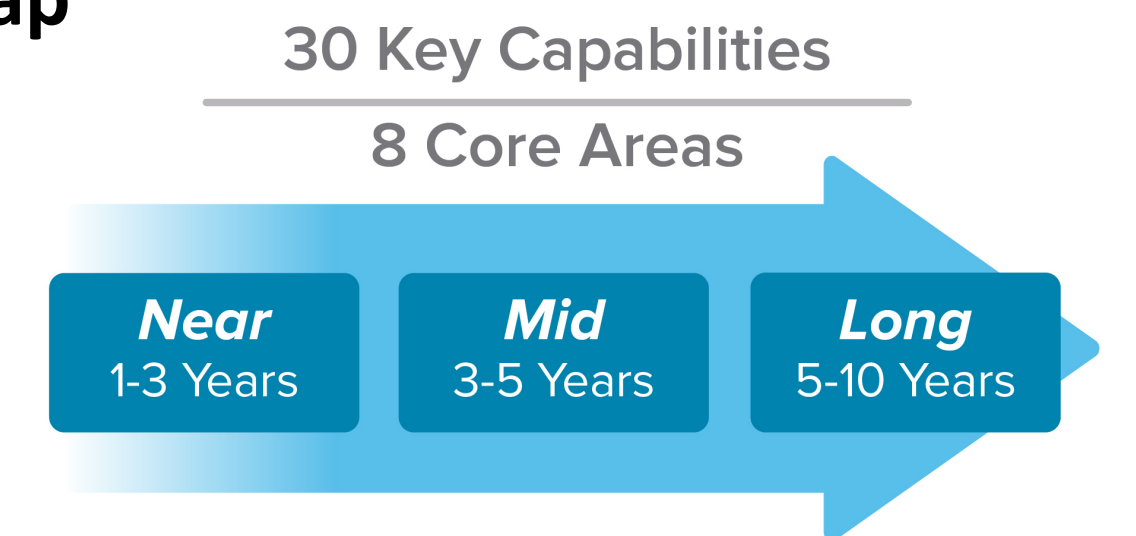 ap
30 Key Capabilities
8 Core Areas
Near
1-3 Years
Mid
3-5 Years
Long
5-10 Years